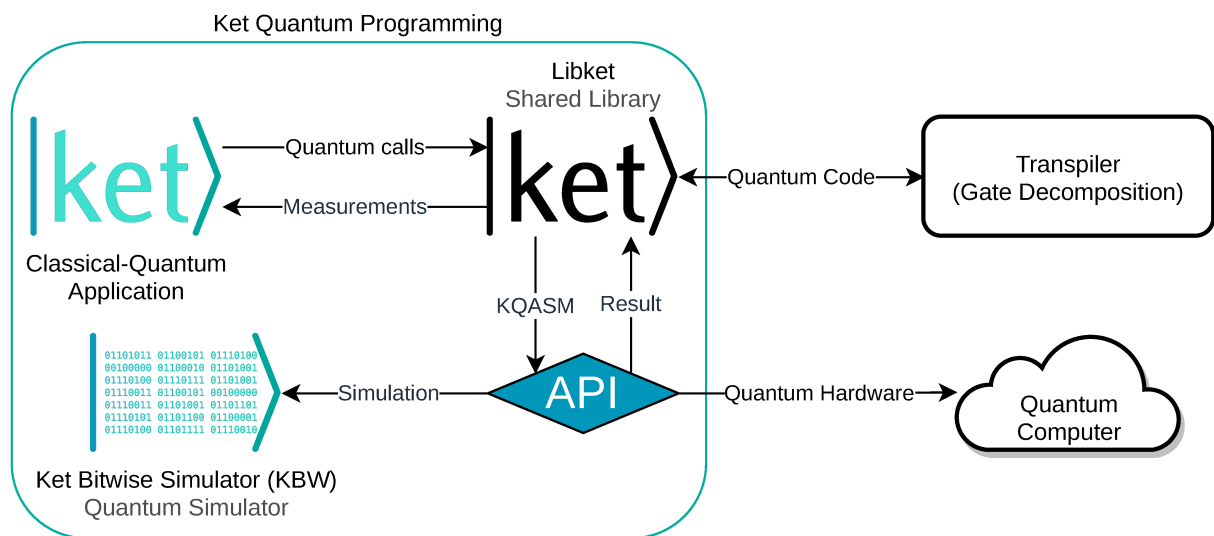 Ket Quantum Programming
Libket
Shared Library
|ket⟩
Quantum calls
Measurements
|ket⟩
Quantum Code
Transpiler
(Gate Decomposition)
Classical-Quantum
Application
KQASM
Result
01101011 01100101 01110100
00100000 01100010 01101001
01110100 01110111 01101001
01110011 01100101 00100000
01110011 01101001 01101101
01110101 01101100 01100001
01110100 01101111 01110010
Simulation
API
Quantum Hardware
Quantum
Computer
Ket Bitwise Simulator (KBW)
Quantum Simulator